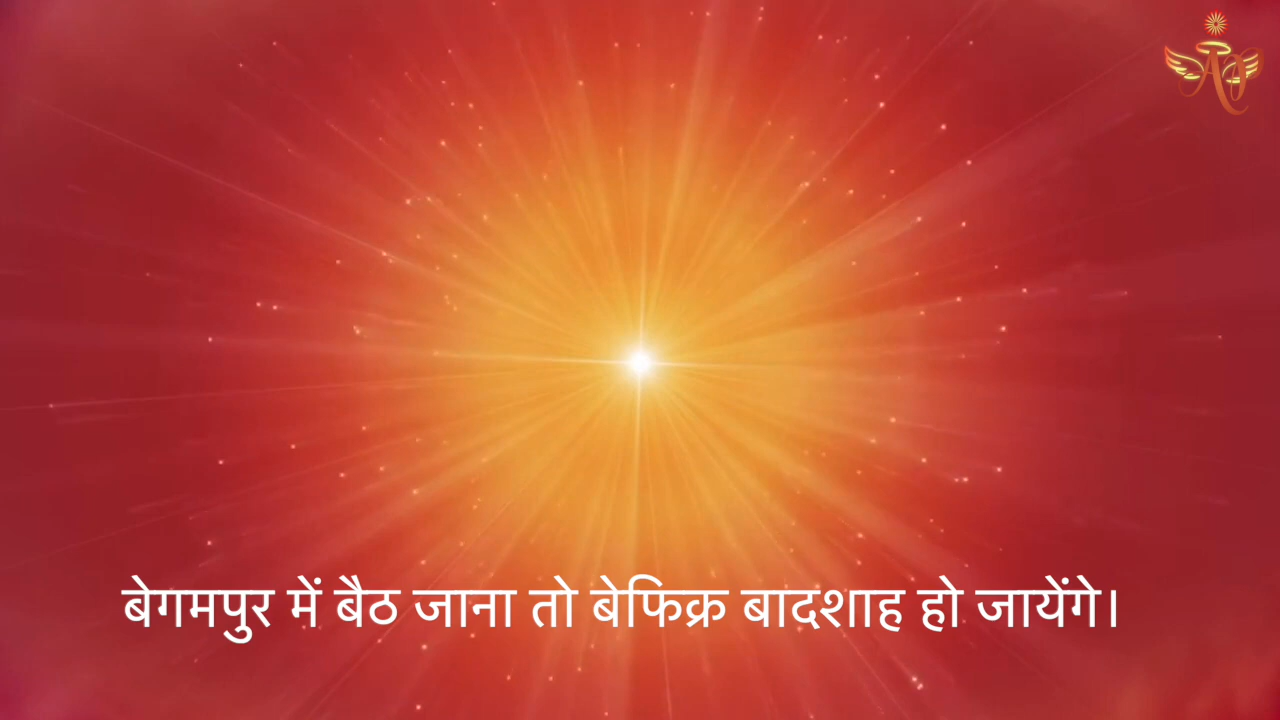 बेगमपुर में बैठ जाना तो बेफिक्र बादशाह हो जायेंगे।